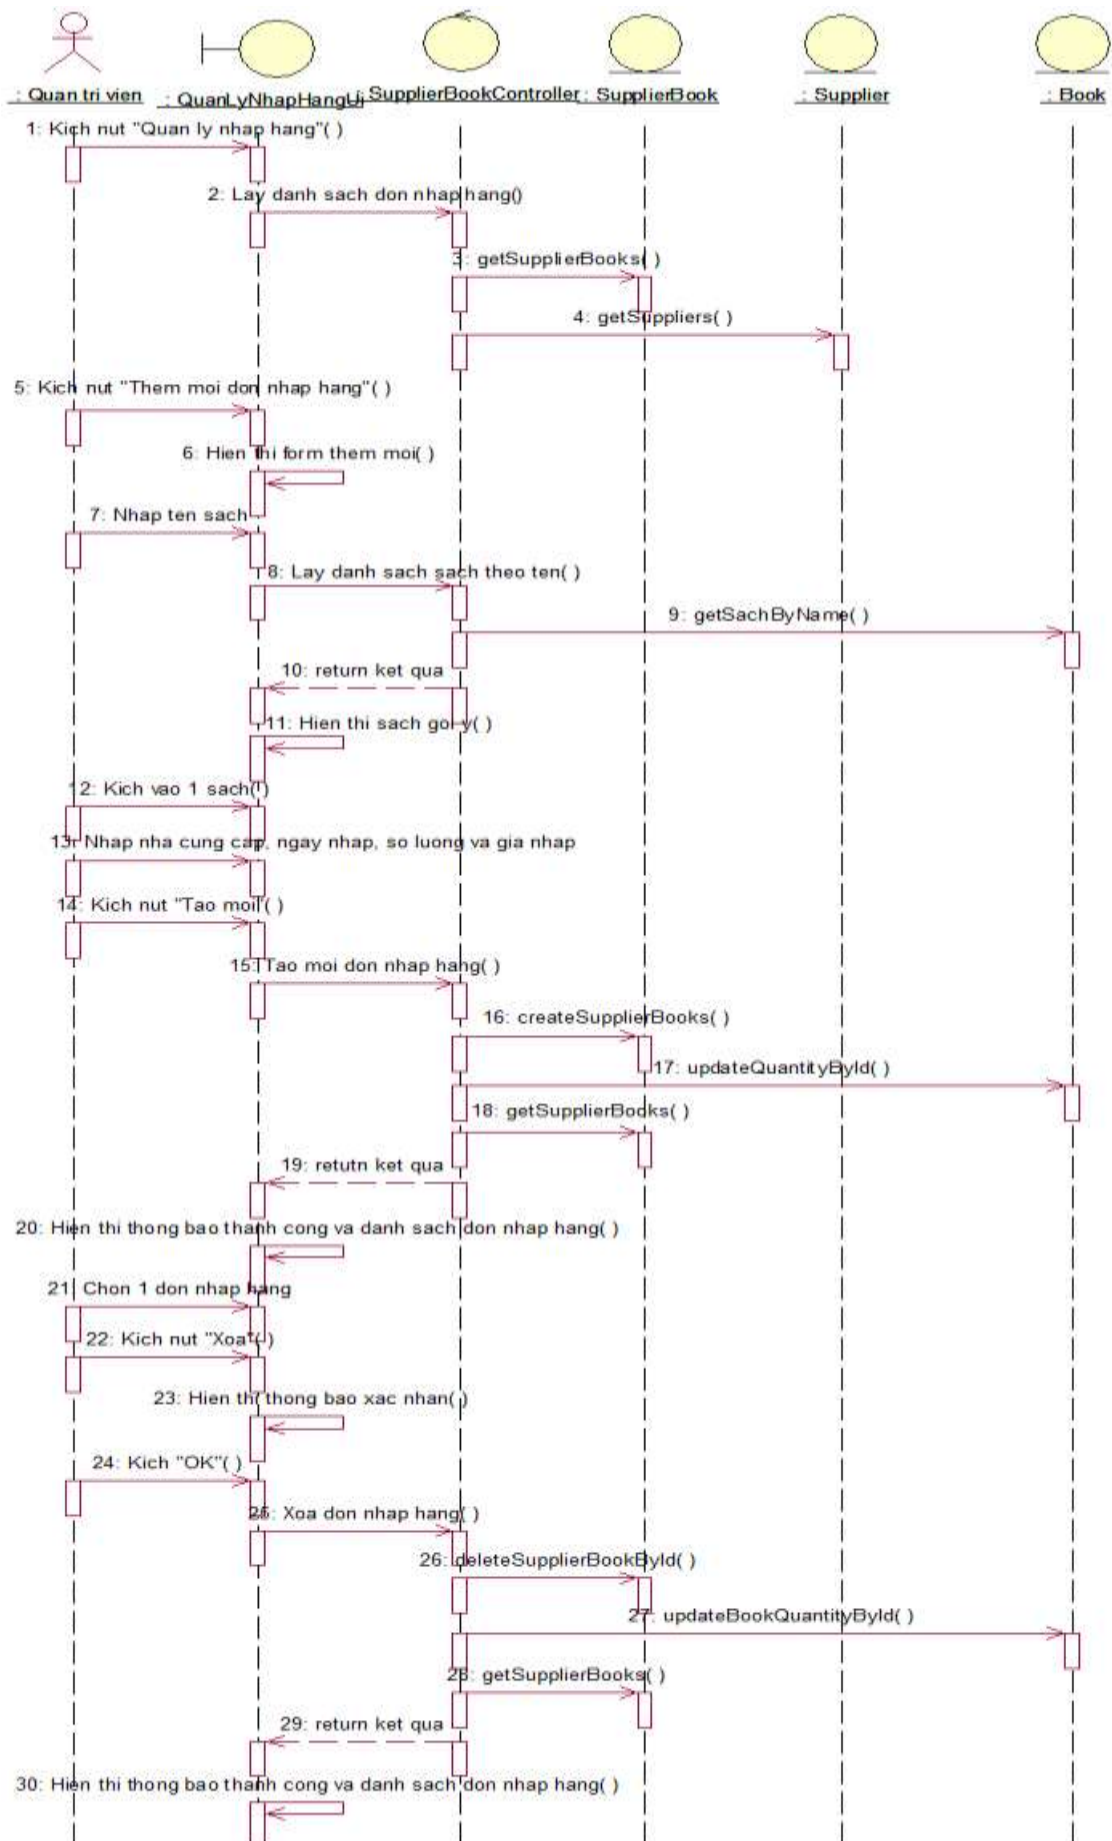 : Quan tri vien
: QuanLyNhapHangUi
: SupplierBookController
: SupplierBook
: Supplier
: Book
1: Kich nut "Quan ly nhap hang"( )
2: Lay danh sach don nhap hang()
3: getSupplierBooks( )
4: getSuppliers( )
5: Kich nut "Them moi don nhap hang"( )
6: Hien thi form them moi( )
7: Nhap ten sach
8: Lay danh sach sach theo ten( )
9: getSachByName( )
10: return ket qua
11: Hien thi sach goi y( )
12: Kich vao 1 sach( )
13: Nhap nha cung cap, ngay nhap, so luong va gia nhap
14: Kich nut "Tao moi"( )
15: Tao moi don nhap hang( )
16: createSupplierBooks( )
17: updateQuantityById( )
18: getSupplierBooks( )
19: retutn ket qua
20: Hien thi thong bao thanh cong va danh sach don nhap hang( )
21: Chon 1 don nhap hang
22: Kich nut "Xoa"( )
23: Hien thi thong bao xac nhan( )
24: Kich "OK"( )
25: Xoa don nhap hang( )
26: deleteSupplierBookById( )
27: updateBookQuantityById( )
28: getSupplierBooks( )
29: return ket qua
30: Hien thi thong bao thanh cong va danh sach don nhap hang( )